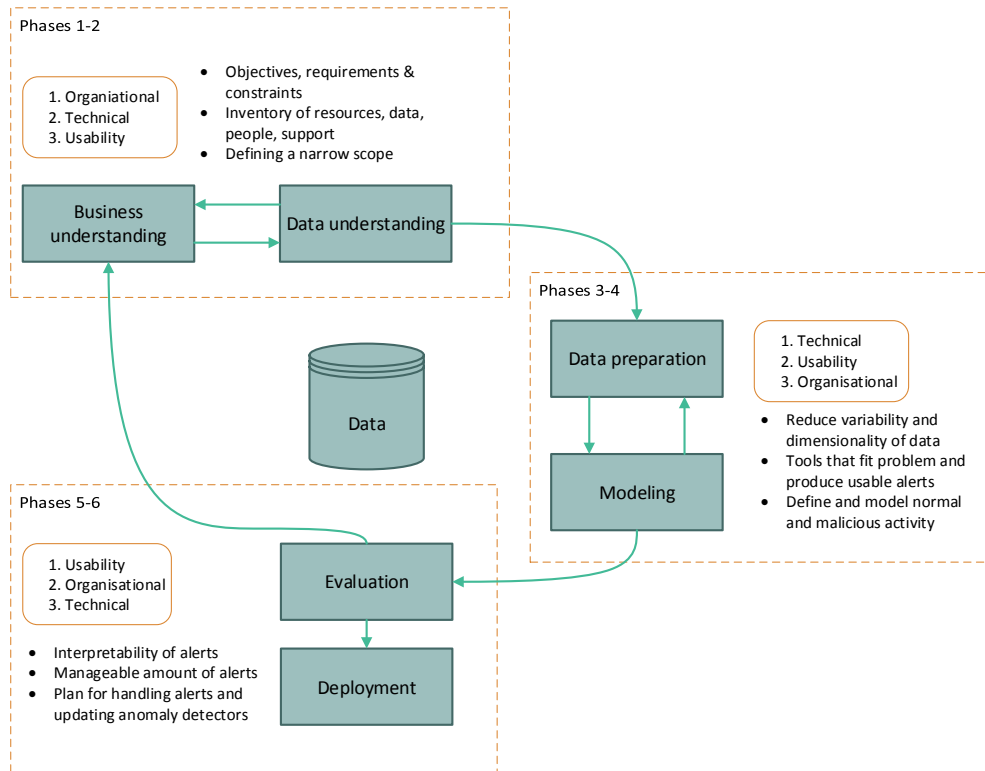 Phases 1-2
1. Organiational
2. Technical
3. Usability
• Objectives, requirements &
constraints
• Inventory of resources, data,
people, support
• Defining a narrow scope
Business
understanding
Data understanding
Phases 3-4
Data preparation
1. Technical
2. Usability
3. Organisational
Modeling
• Reduce variability and
dimensionality of data
• Tools that fit problem and
produce usable alerts
• Define and model normal
and malicious activity
Data
Phases 5-6
1. Usability
2. Organisational
3. Technical
Evaluation
• Interpretability of alerts
• Manageable amount of alerts
• Plan for handling alerts and
updating anomaly detectors
Deployment